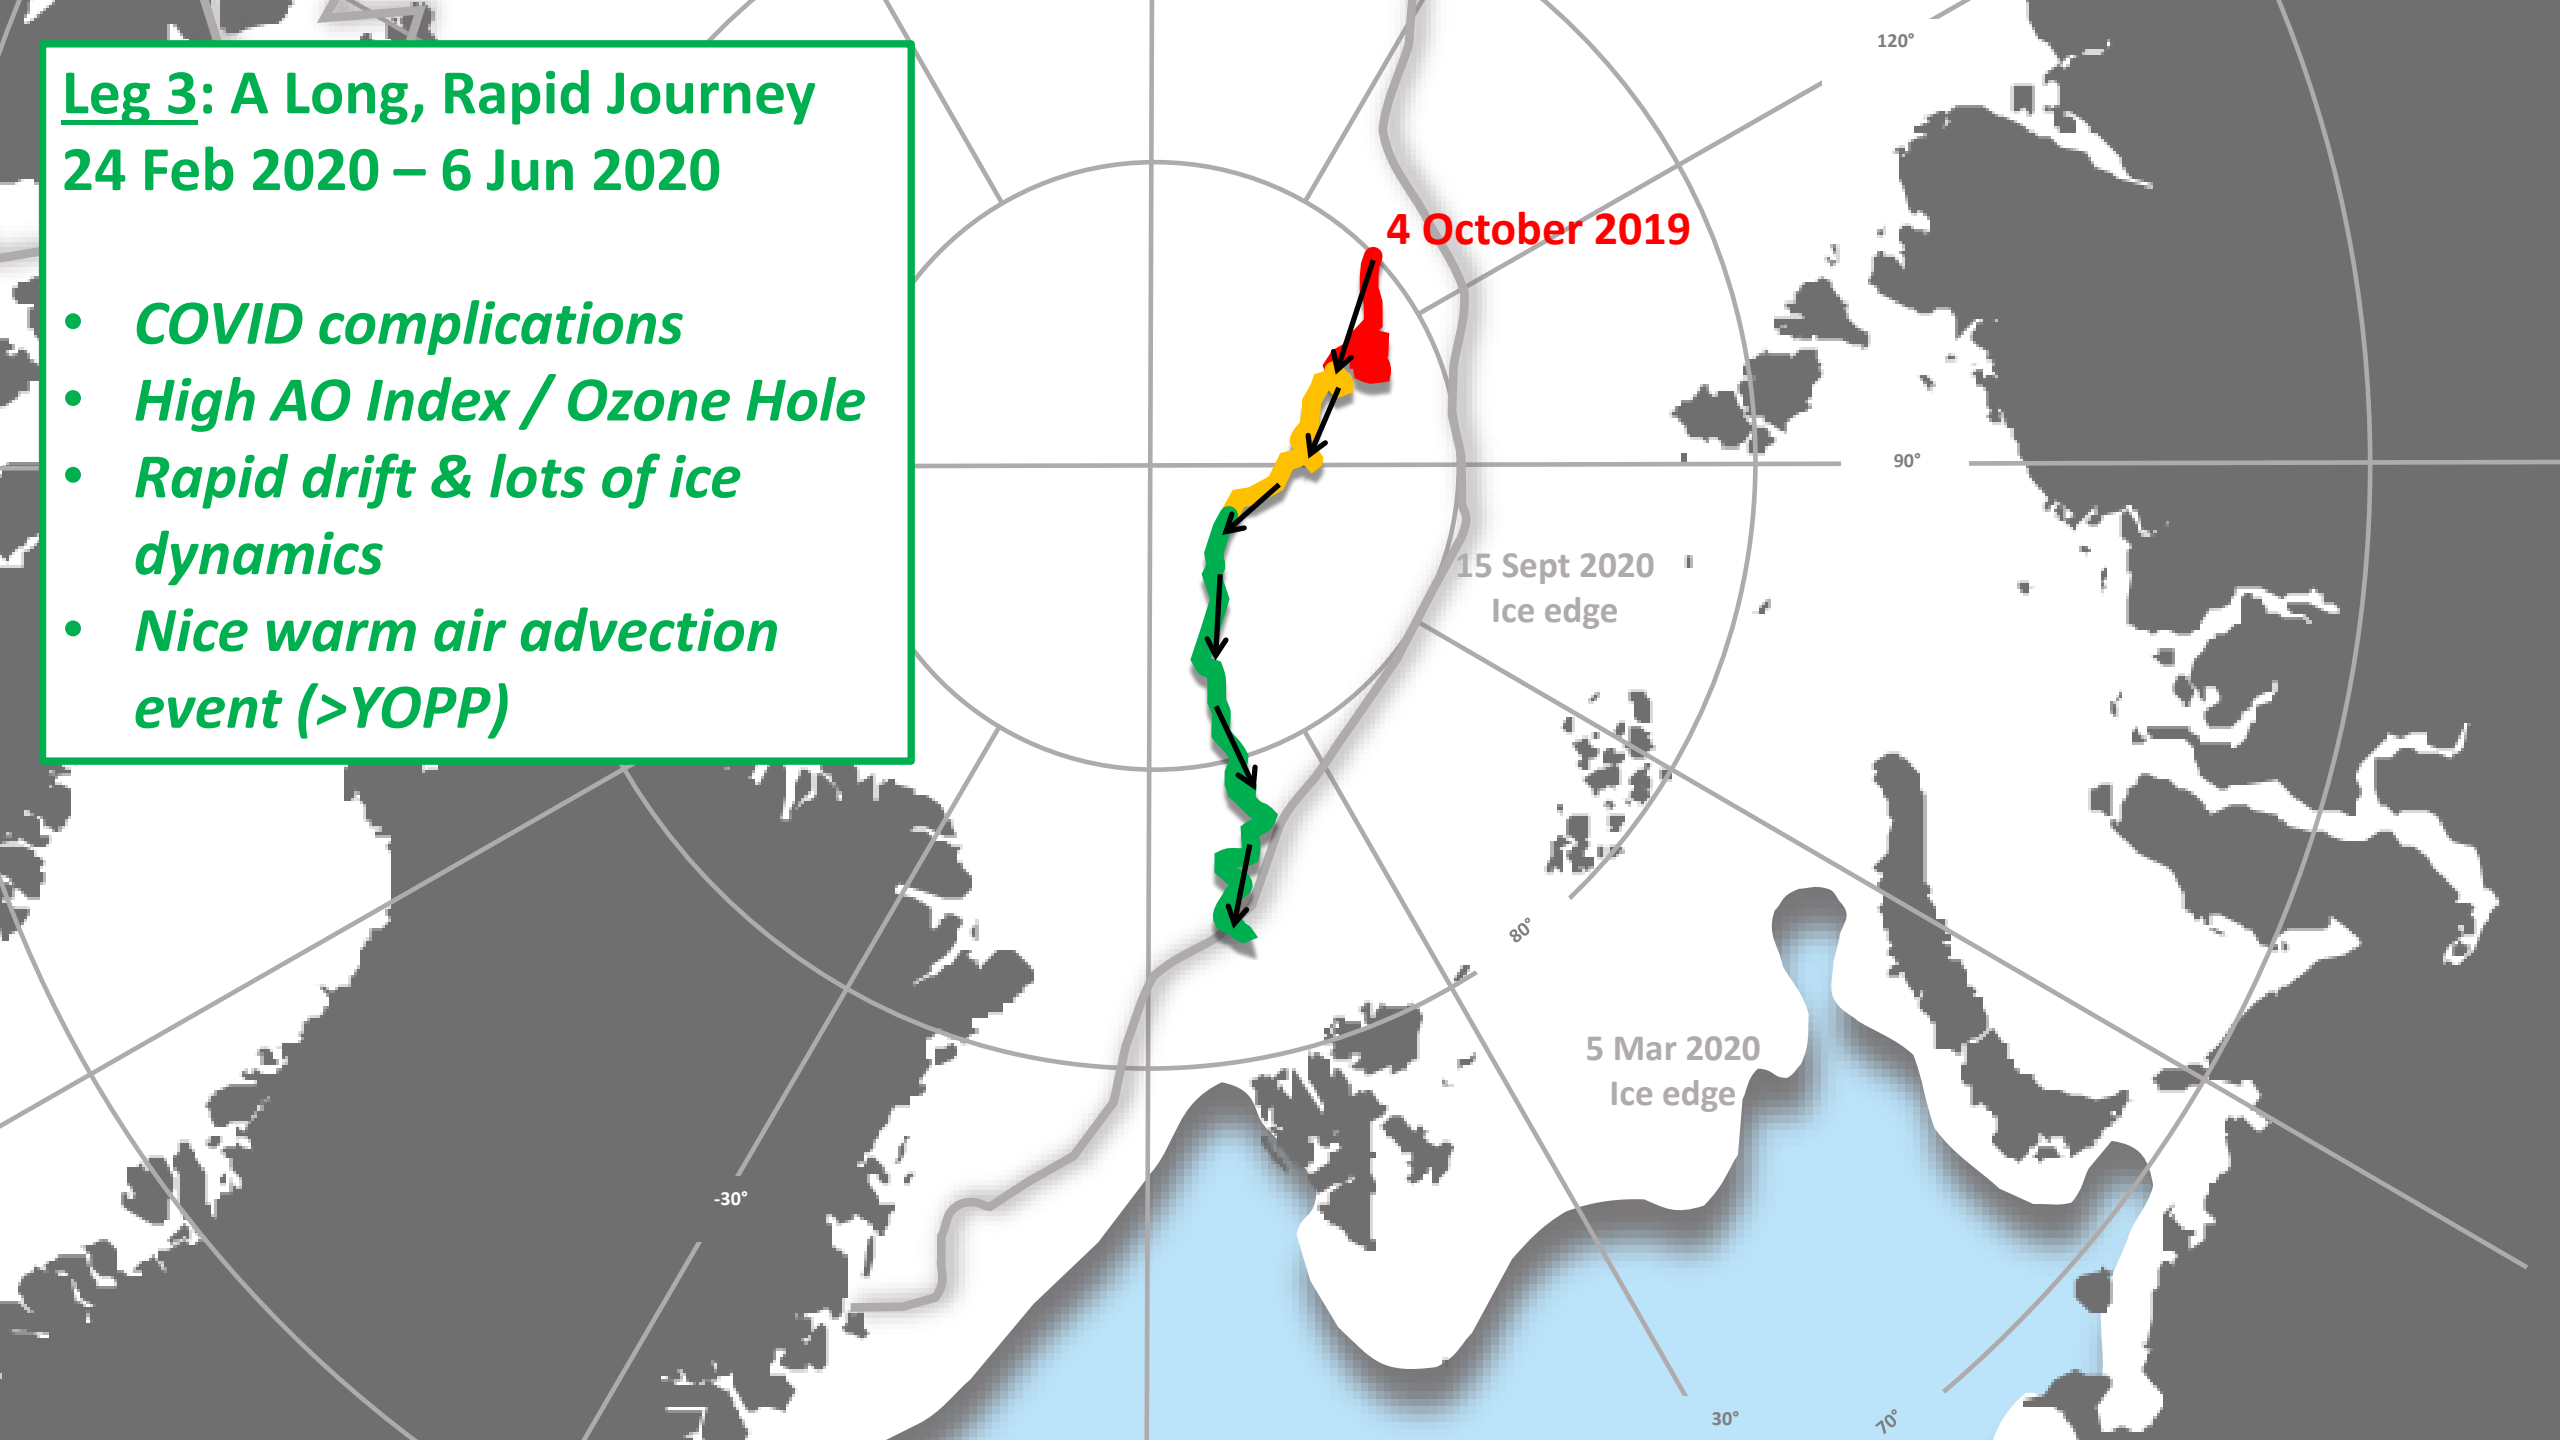 Leg 3: A Long, Rapid Journey
24 Feb 2020 – 6 Jun 2020
• COVID complications
• High AO Index / Ozone Hole
• Rapid drift & lots of ice
dynamics
• Nice warm air advection
event (>YOPP)
120°
4 October 2019
90°
15 Sept 2020
Ice edge
80°
5 Mar 2020
Ice edge
-30°
30°
70°